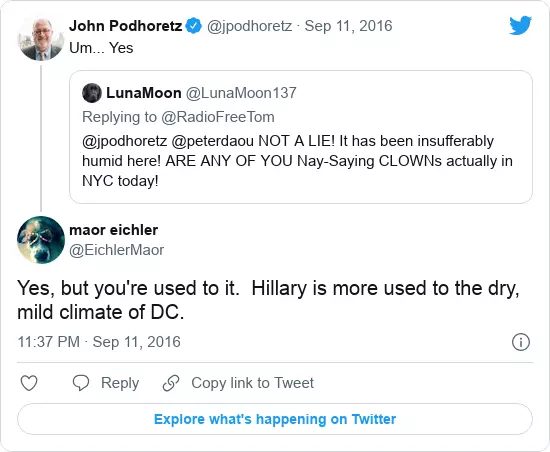 John Podhoretz @jpodhoretz · Sep 11, 2016
Um... Yes
LunaMoon @LunaMoon137
Replying to @RadioFreeTom
@jpodhoretz @peterdaou NOT A LIE! It has been insufferably
humid here! ARE ANY OF YOU Nay-Saying CLOWNs actually in
NYC today!
maor eichler
@EichlerMaor
Yes, but you're used to it.  Hillary is more used to the dry,
mild climate of DC.
11:37 PM · Sep 11, 2016
Reply
Copy link to Tweet
Explore what's happening on Twitter